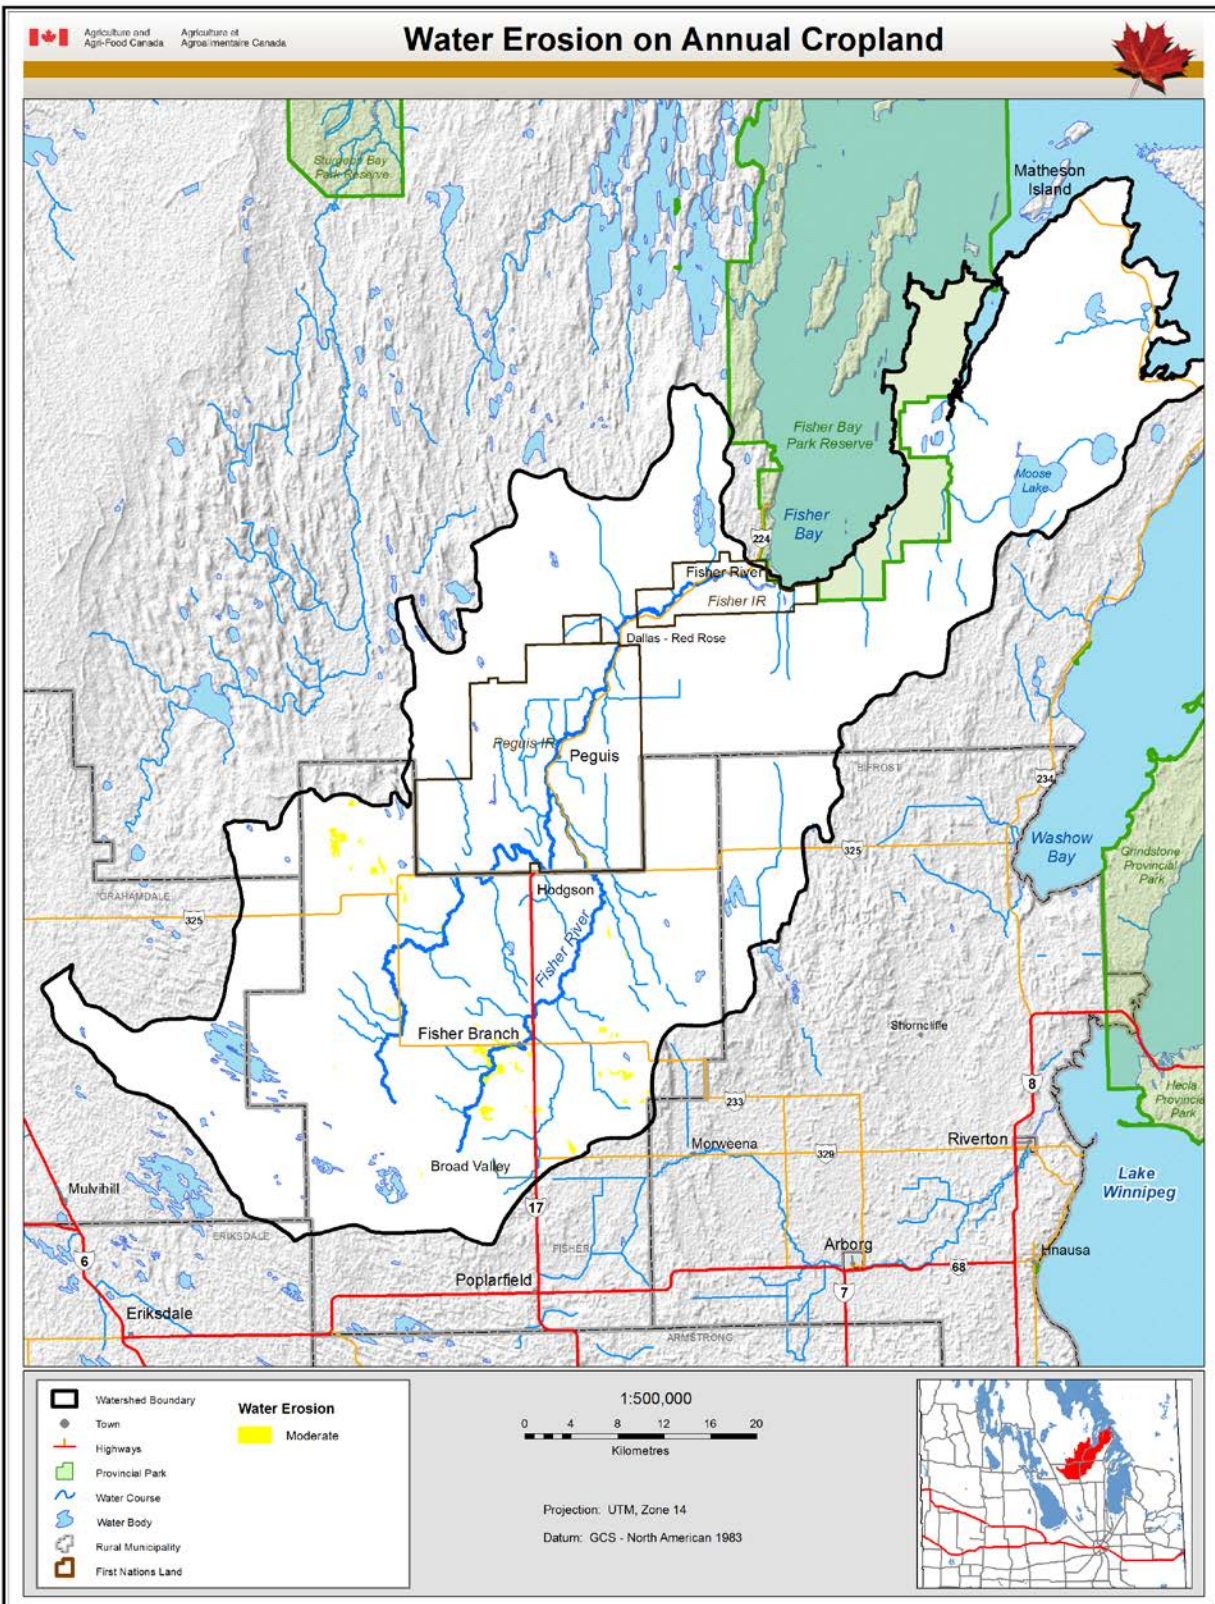 Agriculture and
Agri-Food Canada
Agriculture et
Agroalimentaire Canada
Water Erosion on Annual Cropland
Sturgeon Bay
Park Reserve
Matheson
Island
Fisher Bay
Park Reserve
Moose
Lake
Fisher
Bay
224
Fisher River
Fisher IR
Dallas - Red Rose
Peguis IR
Peguis
BIFROST
234
Washow
Bay
325
Grindstone
Provincial
Park
GRAHAMDALE
325
Hodgson
Fisher River
Fisher Branch
Shorncliffe
8
Hecla
Provincial
Park
233
Morweena
329
Riverton
Broad Valley
Lake
Winnipeg
Mulvihill
17
ERIKSDALE
FISHER
Arborg
Hnausa
6
Poplarfield
68
7
Eriksdale
ARMSTRONG
Watershed Boundary
Town
Highways
Provincial Park
Water Course
Water Body
Rural Municipality
First Nations Land
Water Erosion
Moderate
1:500,000
0 4 8 12 16 20
Kilometres
Projection: UTM, Zone 14
Datum: GCS - North American 1983